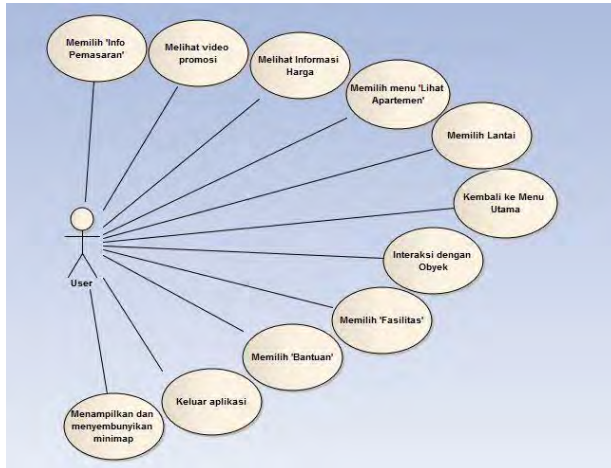 Memilih 'Info
Pemasaran'
Melihat video
promosi
Melihat Informasi
Harga
Memilih menu 'Lihat
Apartemen'
Memilih Lantai
Kembali ke Menu
Utama
Interaksi dengan
Obyek
User
Memilih 'Fasilitas'
Memilih 'Bantuan'
Keluar aplikasi
Menampilkan dan
menyembunyikan
minimap